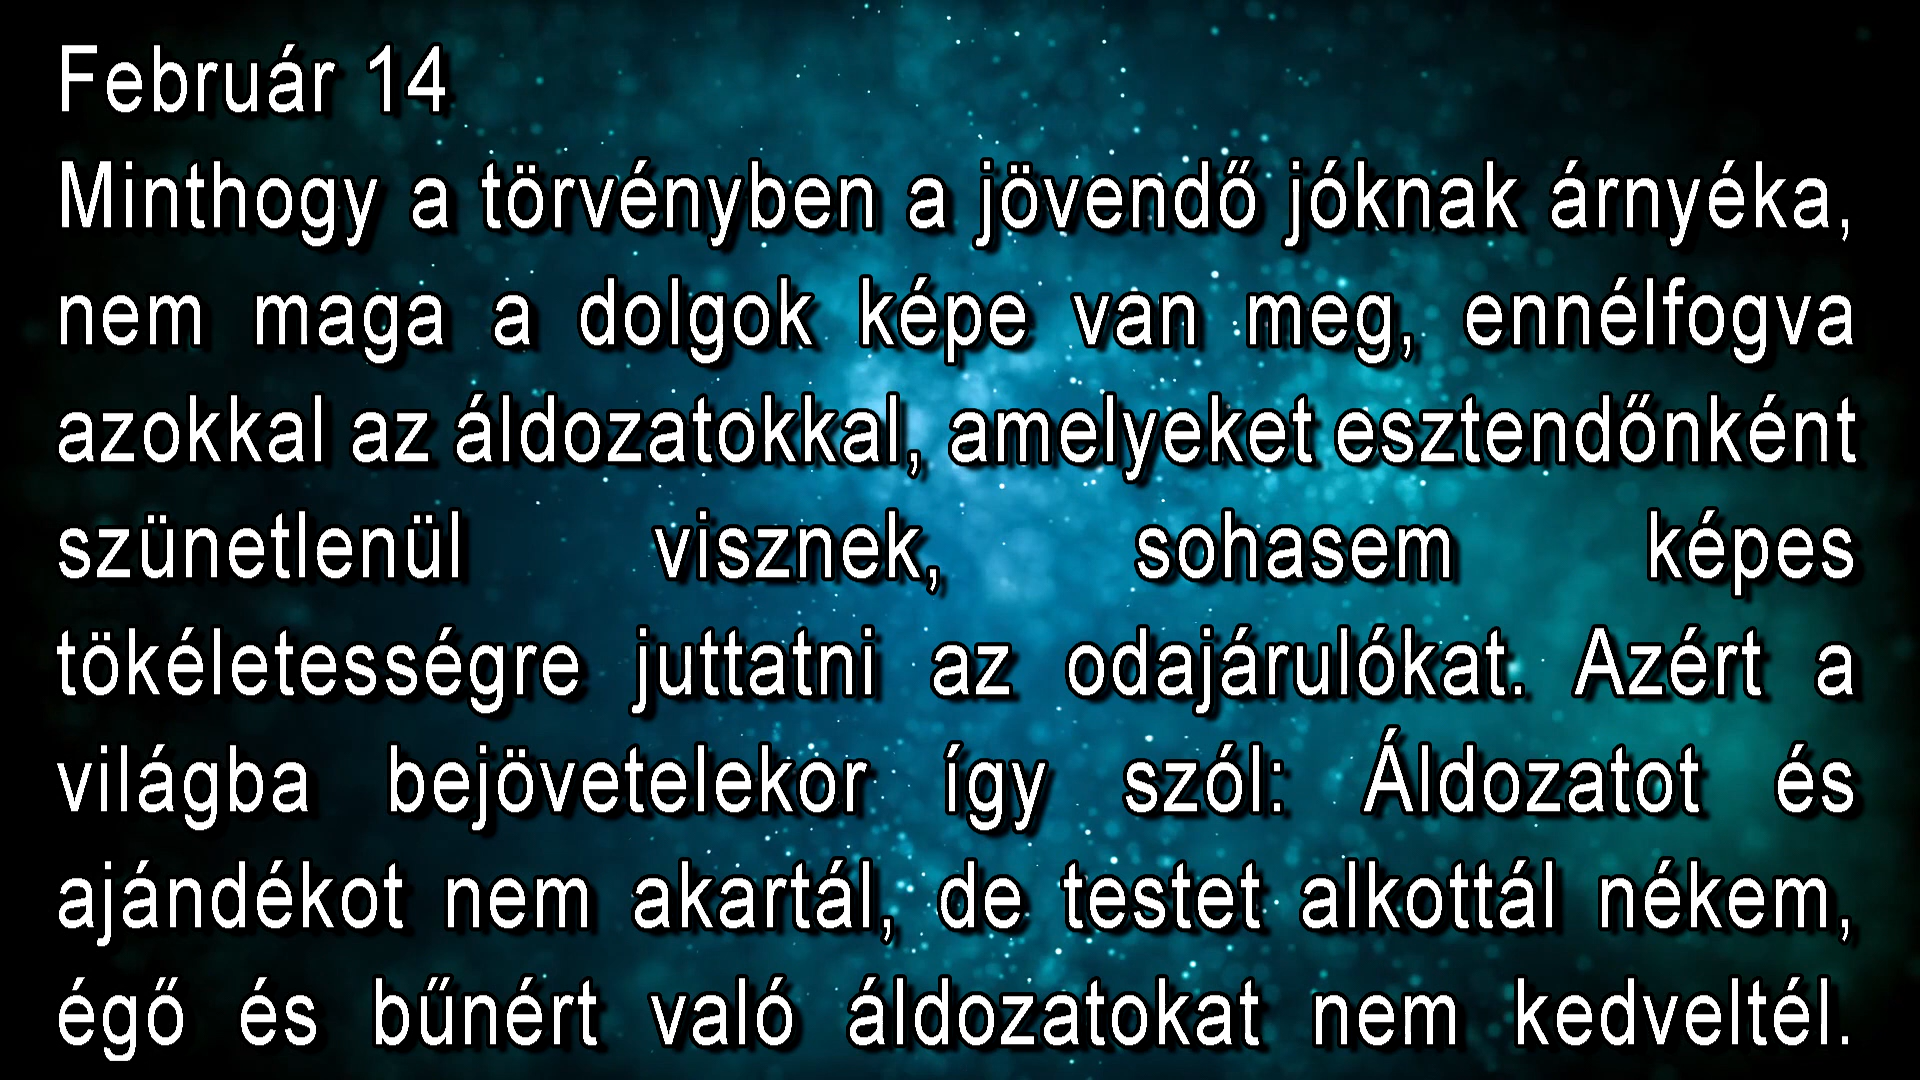 Február 14
Minthogy a törvényben a jövendő jóknak árnyéka,
nem maga a dolgok képe van meg, ennélfogva
azokkal az áldozatokkal, amelyeket esztendőnként
szünetlenül visznek, sohasem képes
tökéletességre juttatni az odajárulókat. Azért a
világba bejövetelekor így szól: Áldozatot és
ajándékot nem akartál, de testet alkottál nékem,
égő és bűnért való áldozatokat nem kedveltél.